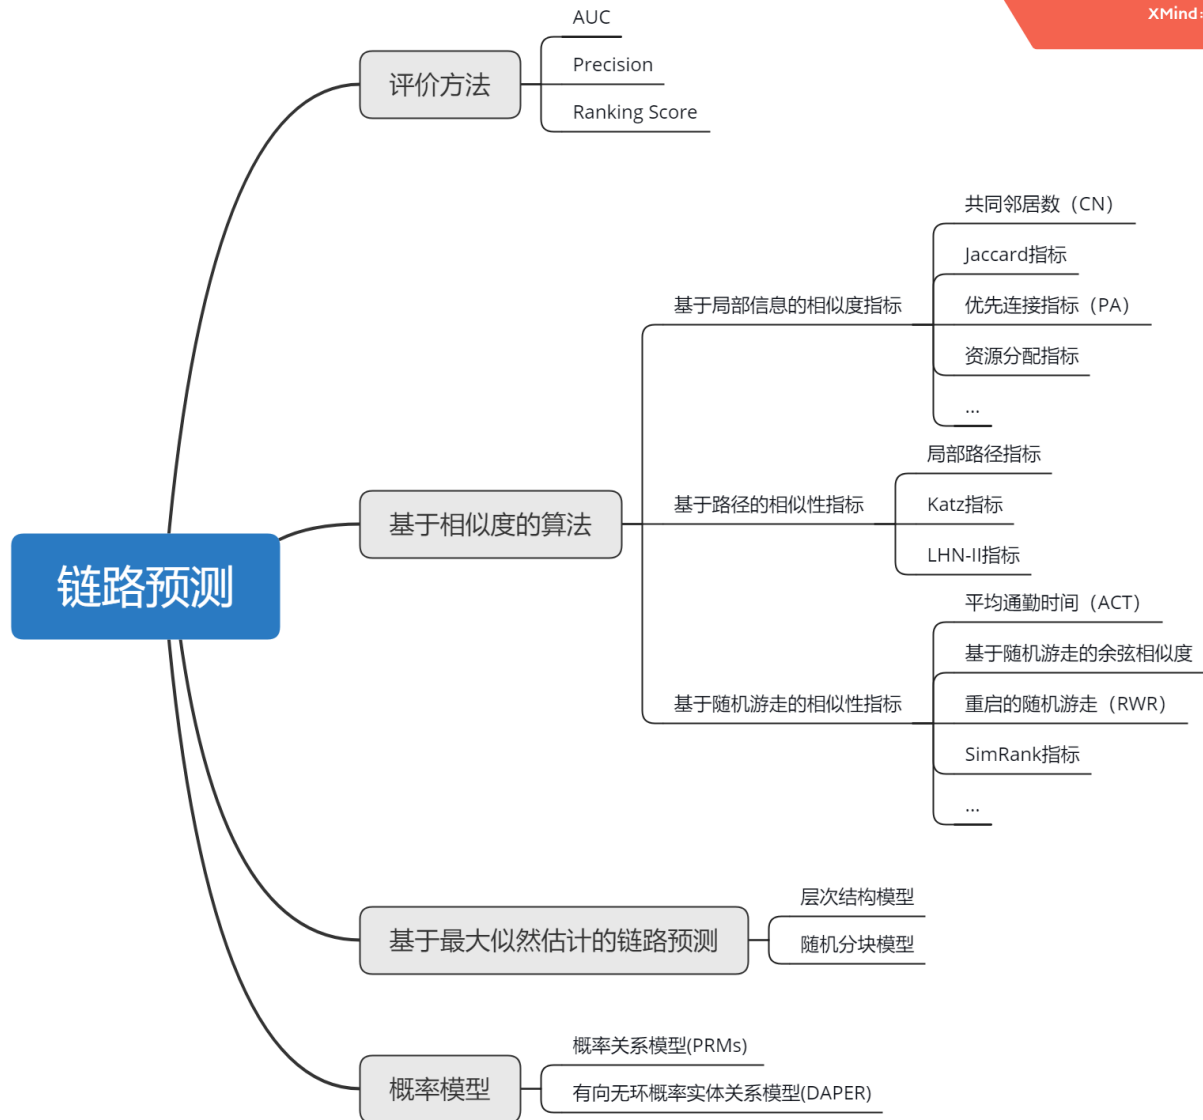 XMind:
AUC
评价方法
Precision
Ranking Score
共同邻居数（CN）
Jaccard指标
基于局部信息的相似度指标
优先连接指标（PA）
资源分配指标
...
局部路径指标
基于相似度的算法
基于路径的相似性指标
Katz指标
LHN-II指标
链路预测
平均通勤时间（ACT）
基于随机游走的余弦相似度
基于随机游走的相似性指标
重启的随机游走（RWR）
SimRank指标
...
基于最大似然估计的链路预测
层次结构模型
随机分块模型
概率模型
概率关系模型(PRMs)
有向无环概率实体关系模型(DAPER)